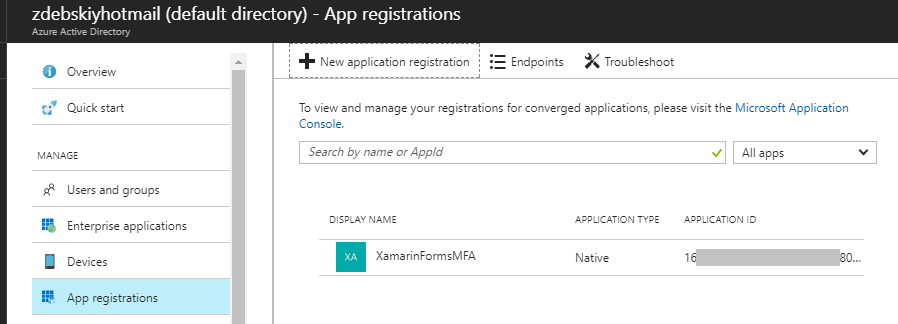 zdebskiyhotmail (default directory) - App registrations
Azure Active Directory
Overview
Quick start
MANAGE
Users and groups
Enterprise applications
Devices
App registrations
New application registration Endpoints Troubleshoot
To view and manage your registrations for converged applications, please visit the Microsoft Application
Console.
Search by name or AppId All apps
DISPLAY NAME APPLICATION TYPE APPLICATION ID
XA XamarinFormsMFA Native 16 80...